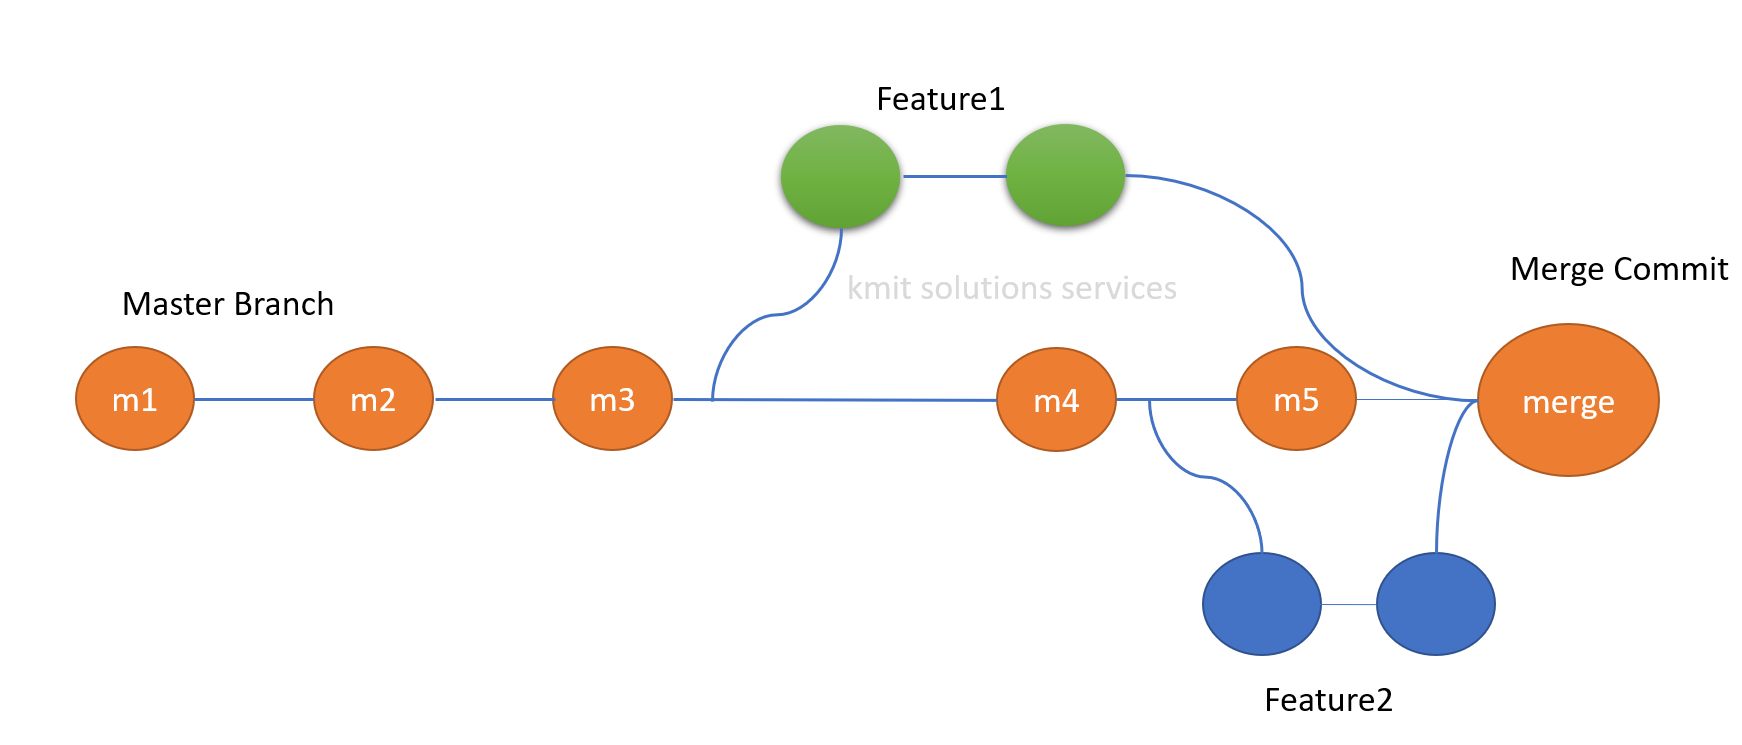 Feature1
kmit solutions services
Merge Commit
Master Branch
m1
m2
m3
m4
m5
merge
Feature2